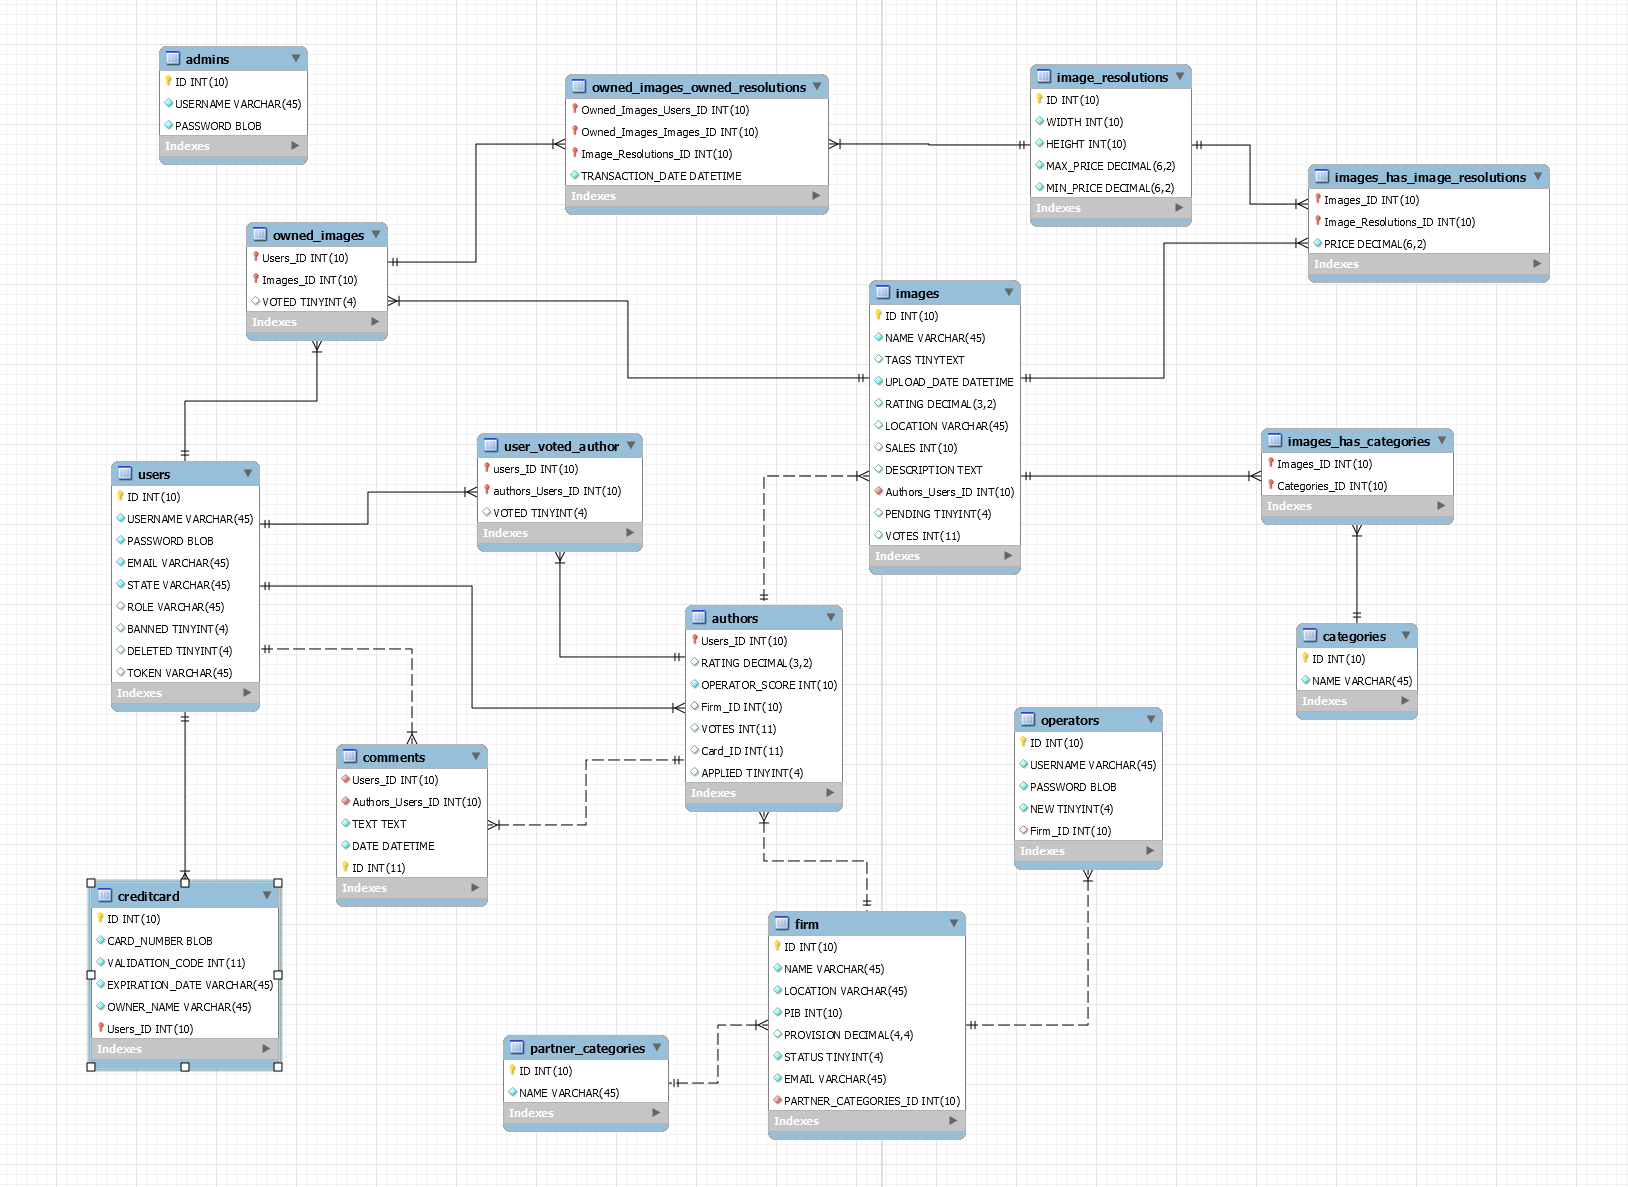 admins
ID INT(10)
USERNAME VARCHAR(45)
PASSWORD BLOB
Indexes
owned_images_owned_resolutions
Owned_Images_Users_ID INT(10)
Owned_Images_Images_ID INT(10)
Image_Resolutions_ID INT(10)
TRANSACTION_DATE DATETIME
Indexes
image_resolutions
ID INT(10)
WIDTH INT(10)
HEIGHT INT(10)
MAX_PRICE DECIMAL(6,2)
MIN_PRICE DECIMAL(6,2)
Indexes
images_has_image_resolutions
Images_ID INT(10)
Image_Resolutions_ID INT(10)
PRICE DECIMAL(6,2)
Indexes
owned_images
Users_ID INT(10)
Images_ID INT(10)
VOTED TINYINT(4)
Indexes
images
ID INT(10)
NAME VARCHAR(45)
TAGS TINYTEXT
UPLOAD_DATE DATETIME
RATING DECIMAL(3,2)
LOCATION VARCHAR(45)
SALES INT(10)
DESCRIPTION TEXT
Authors_Users_ID INT(10)
PENDING TINYINT(4)
VOTES INT(11)
Indexes
images_has_categories
Images_ID INT(10)
Categories_ID INT(10)
Indexes
user_voted_author
users_ID INT(10)
authors_Users_ID INT(10)
VOTED TINYINT(4)
Indexes
users
ID INT(10)
USERNAME VARCHAR(45)
PASSWORD BLOB
EMAIL VARCHAR(45)
STATE VARCHAR(45)
ROLE VARCHAR(45)
BANNED TINYINT(4)
DELETED TINYINT(4)
TOKEN VARCHAR(45)
Indexes
authors
Users_ID INT(10)
RATING DECIMAL(3,2)
OPERATOR_SCORE INT(10)
Firm_ID INT(10)
VOTES INT(11)
Card_ID INT(11)
APPLIED TINYINT(4)
Indexes
categories
ID INT(10)
NAME VARCHAR(45)
Indexes
operators
ID INT(10)
USERNAME VARCHAR(45)
PASSWORD BLOB
NEW TINYINT(4)
Firm_ID INT(10)
Indexes
comments
Users_ID INT(10)
Authors_Users_ID INT(10)
TEXT TEXT
DATE DATETIME
ID INT(11)
Indexes
creditcard
ID INT(10)
CARD_NUMBER BLOB
VALIDATION_CODE INT(11)
EXPIRATION_DATE VARCHAR(45)
OWNER_NAME VARCHAR(45)
Users_ID INT(10)
Indexes
firm
ID INT(10)
NAME VARCHAR(45)
LOCATION VARCHAR(45)
PIB INT(10)
PROVISION DECIMAL(4,4)
STATUS TINYINT(4)
EMAIL VARCHAR(45)
PARTNER_CATEGORIES_ID INT(10)
Indexes
partner_categories
ID INT(10)
NAME VARCHAR(45)
Indexes